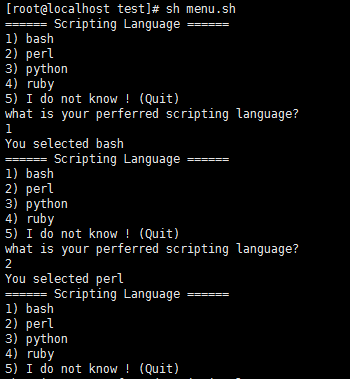 [root@localhost test]# sh menu.sh
====== Scripting Language ======
1) bash
2) perl
3) python
4) ruby
5) I do not know ! (Quit)
what is your perferred scripting language?
1
You selected bash
====== Scripting Language ======
1) bash
2) perl
3) python
4) ruby
5) I do not know ! (Quit)
what is your perferred scripting language?
2
You selected perl
====== Scripting Language ======
1) bash
2) perl
3) python
4) ruby
5) I do not know ! (Quit)